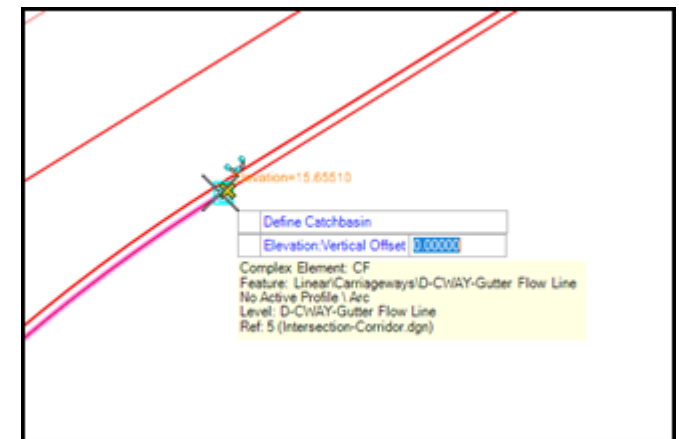 Elevation=15.65510
Define Catchbasin
Elevation:Vertical Offset 0.00000
Complex Element: CF
Feature: Linear\Carriageways\D-CWAY-Gutter Flow Line
No Active Profile \ Arc
Level: D-CWAY-Gutter Flow Line
Ref: 5 (Intersection-Corridor.dgn)